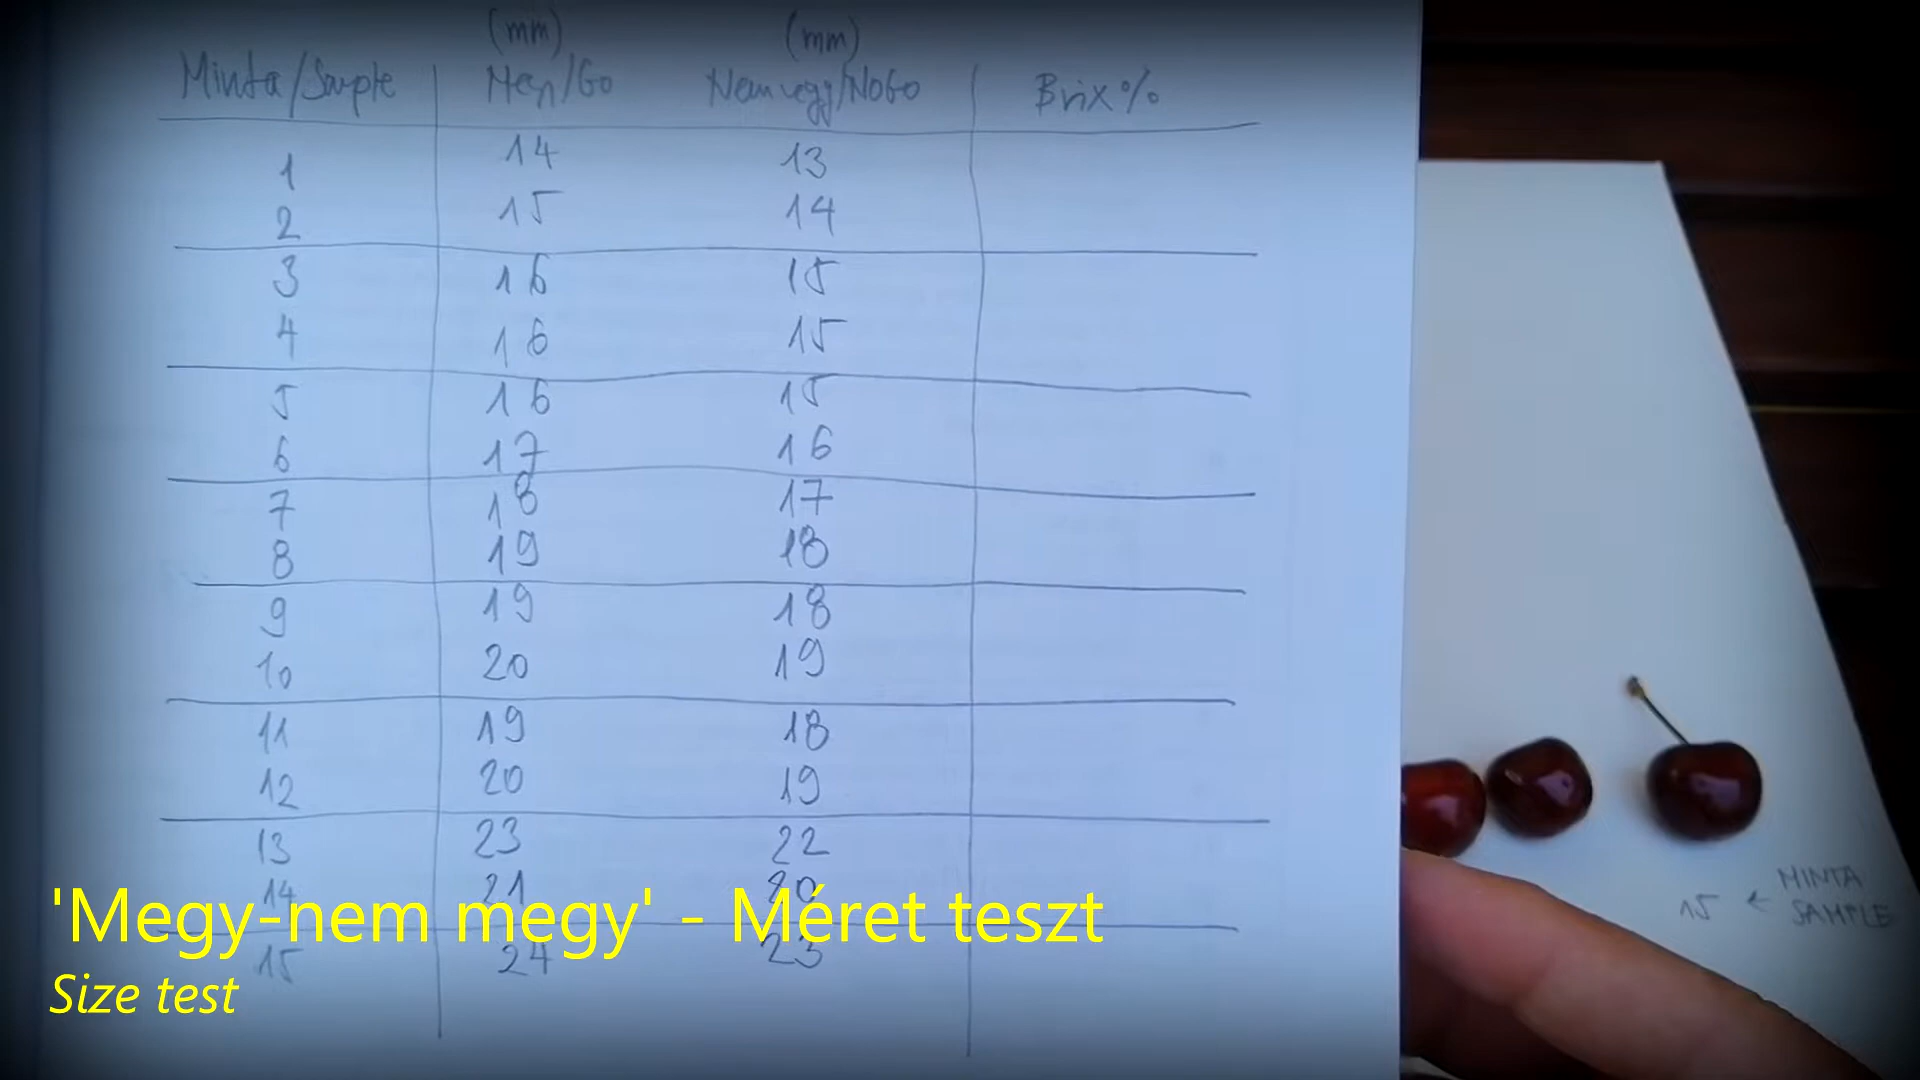 (mm) (mm)
Minta/Sample Megy/Go Nem megy/NoGo Brix%
1 14 13
2 15 14
3 16 15
4 16 15
5 16 15
6 17 16
7 18 17
8 19 18
9 19 18
10 20 19
11 19 18
12 20 19
13 23 22
14 21 20
15 24 23
'Megy-nem megy' - Méret teszt
Size test
MINTA
15 ← SAMPLE